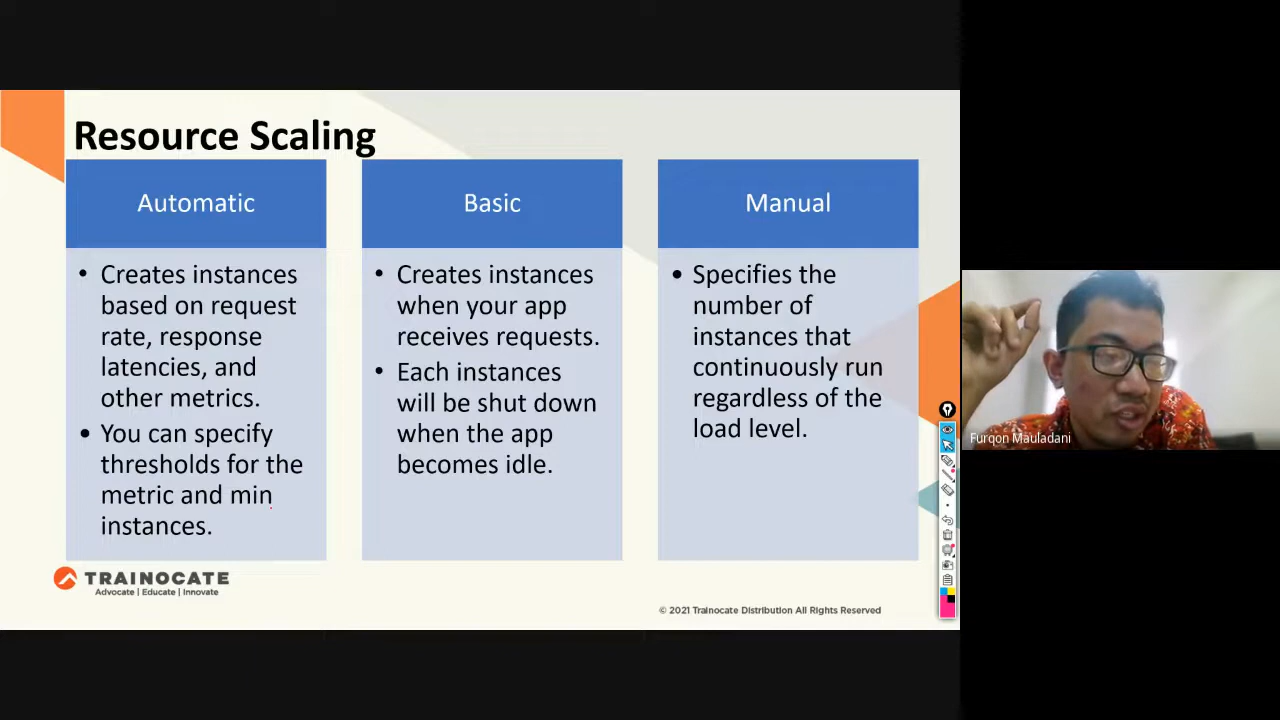 Resource Scaling
Automatic
• Creates instances
based on request
rate, response
latencies, and
other metrics.
• You can specify
thresholds for the
metric and min
instances.
Basic
• Creates instances
when your app
receives requests.
• Each instances
will be shut down
when the app
becomes idle.
Manual
• Specifies the
number of
instances that
continuously run
regardless of the
load level.
TRAINOCATE
Advocate | Educate | Innovate
© 2021 Trainocate Distribution All Rights Reserved
Furqon Mauladani